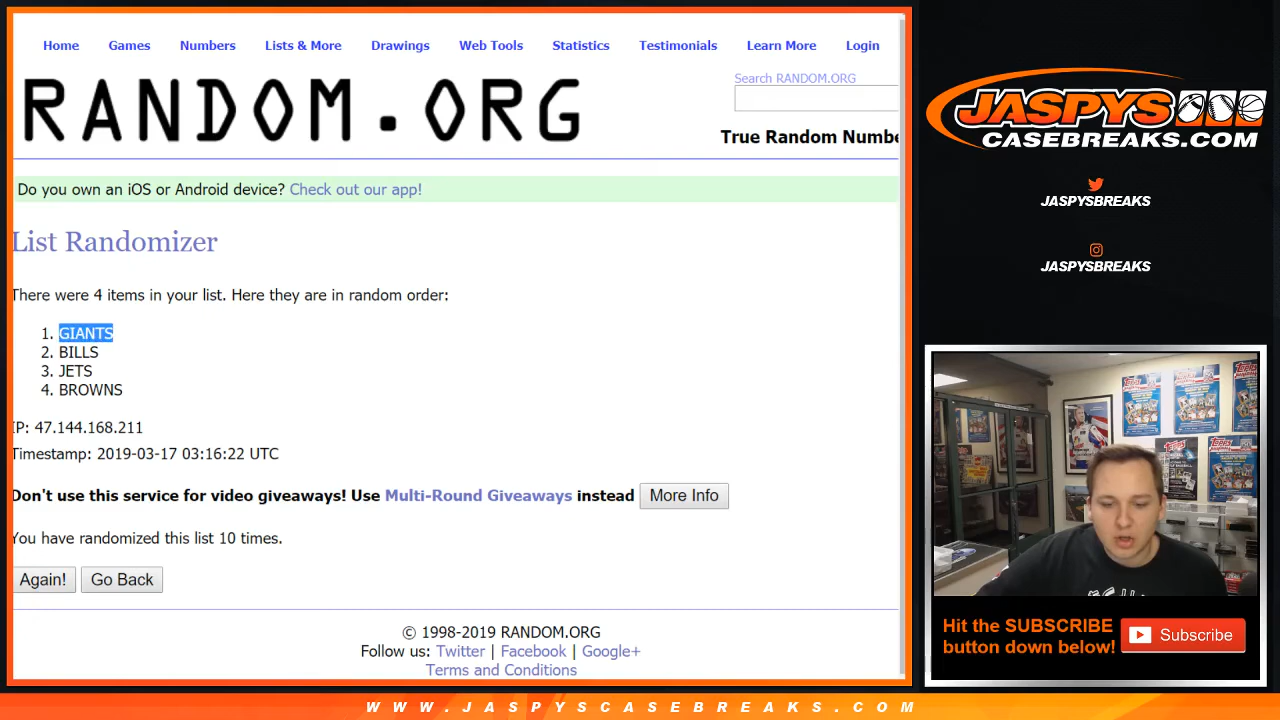 Home Games Numbers Lists & More Drawings Web Tools Statistics Testimonials Learn More Login
RANDOM.ORG
Search RANDOM.ORG
True Random Numbe
Do you own an iOS or Android device? Check out our app!
List Randomizer
There were 4 items in your list. Here they are in random order:
1. GIANTS
2. BILLS
3. JETS
4. BROWNS
IP: 47.144.168.211
Timestamp: 2019-03-17 03:16:22 UTC
Don't use this service for video giveaways! Use Multi-Round Giveaways instead More Info
You have randomized this list 10 times.
Again! Go Back
© 1998-2019 RANDOM.ORG
Follow us: Twitter | Facebook | Google+
Terms and Conditions
JASPYS
CASEBREAKS.COM
JASPYSBREAKS
JASPYSBREAKS
TOPPS
Hit the SUBSCRIBE
button down below!
Subscribe
WWW.JASPYSCASEBREAKS.COM